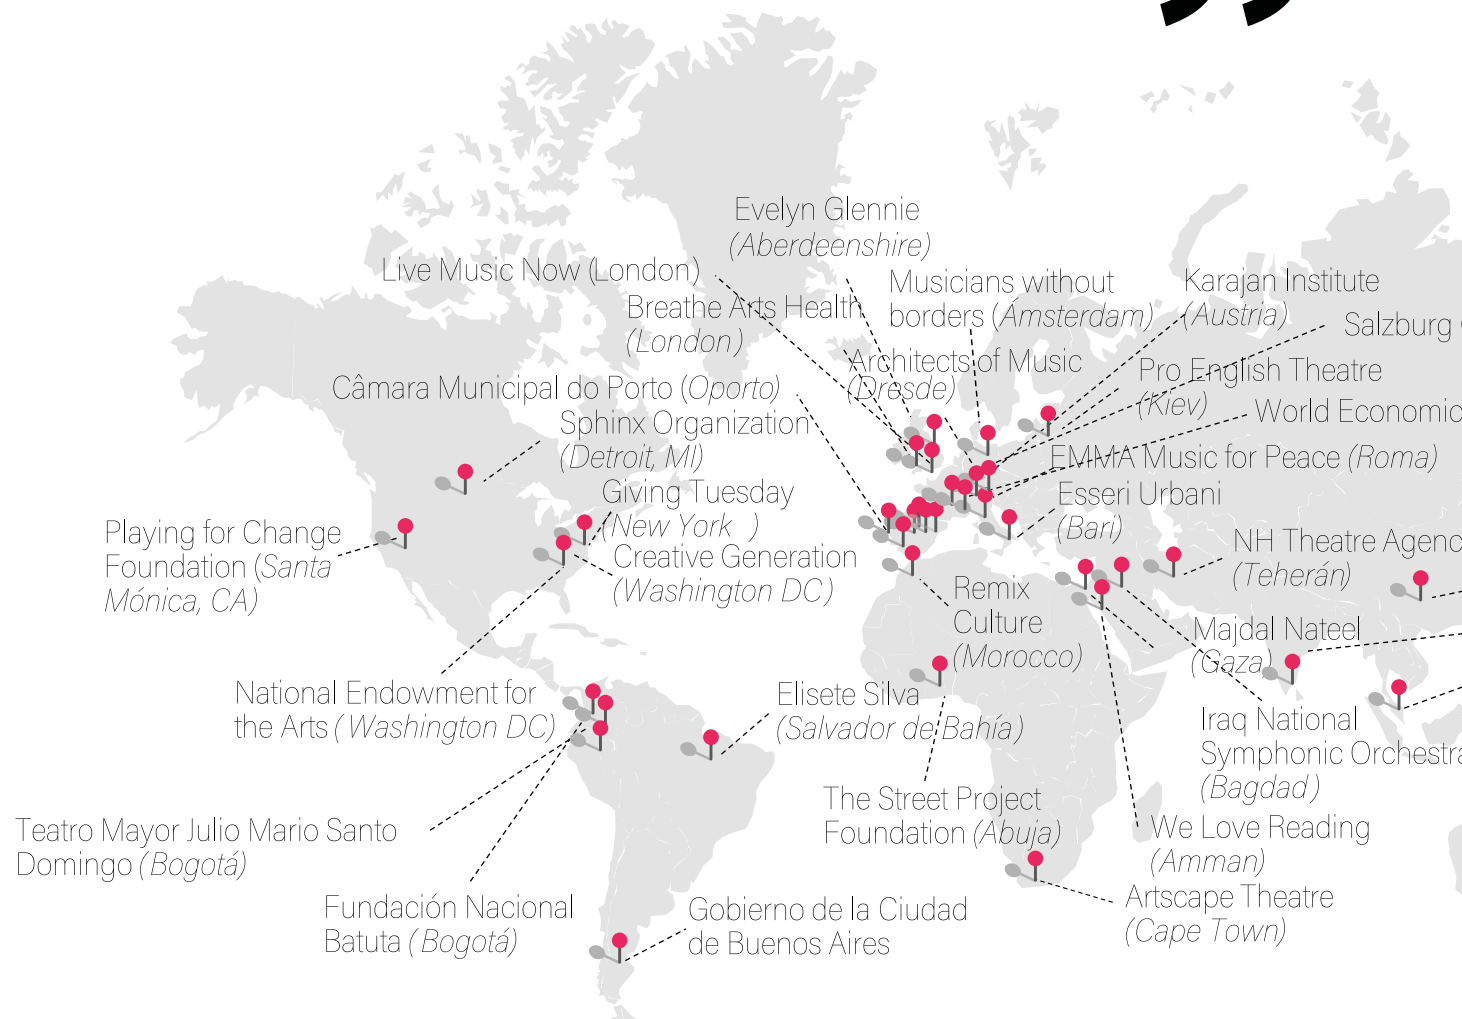 ”
Evelyn Glennie
(Aberdeenshire)
Live Music Now (London)
Breathe Arts Health
(London)
Musicians without
borders (Amsterdam)
Karajan Institute
(Austria)
Salzburg
Architects of Music
(Dresde)
Câmara Municipal do Porto (Oporto)
Pro English Theatre
(Kiev)
World Economic
Sphinx Organization
(Detroit, MI)
EMMA Music for Peace (Roma)
Giving Tuesday
(New York )
Esseri Urbani
(Bari)
Playing for Change
Foundation (Santa
Mónica, CA)
Creative Generation
(Washington DC)
NH Theatre Agenc
(Teherán)
Remix
Culture
(Morocco)
Majdal Nateel
(Gaza)
National Endowment for
the Arts (Washington DC)
Elisete Silva
(Salvador de Bahía)
Iraq National
Symphonic Orchestra
(Bagdad)
The Street Project
Foundation (Abuja)
Teatro Mayor Julio Mario Santo
Domingo (Bogotá)
We Love Reading
(Amman)
Fundación Nacional
Batuta (Bogotá)
Gobierno de la Ciudad
de Buenos Aires
Artscape Theatre
(Cape Town)